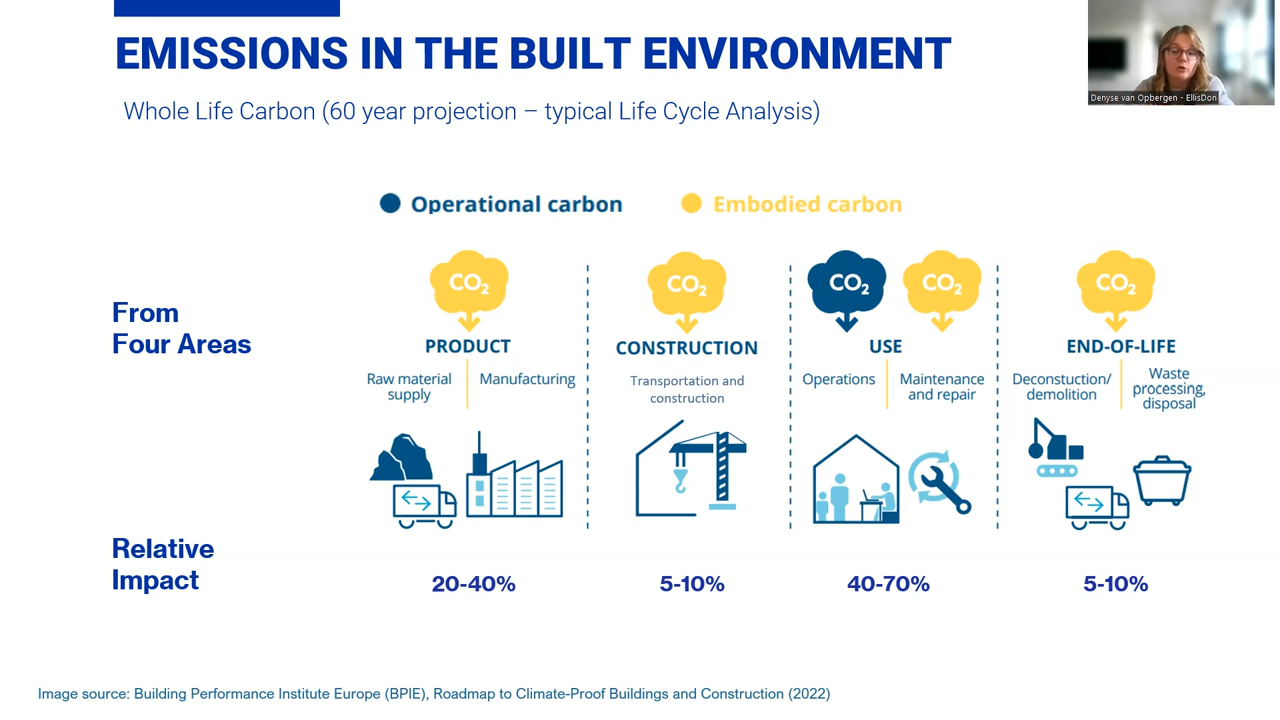 EMISSIONS IN THE BUILT ENVIRONMENT
Whole Life Carbon (60 year projection – typical Life Cycle Analysis)
Denyse van Opbergen - EllisDon
Operational carbon
Embodied carbon
From
Four Areas
CO2
PRODUCT
Raw material
supply
Manufacturing
CO2
CONSTRUCTION
Transportation and
construction
CO2
CO2
USE
Operations
Maintenance
and repair
CO2
END-OF-LIFE
Deconstuction/
demolition
Waste
processing,
disposal
Relative
Impact
20-40%
5-10%
40-70%
5-10%
Image source: Building Performance Institute Europe (BPIE), Roadmap to Climate-Proof Buildings and Construction (2022)